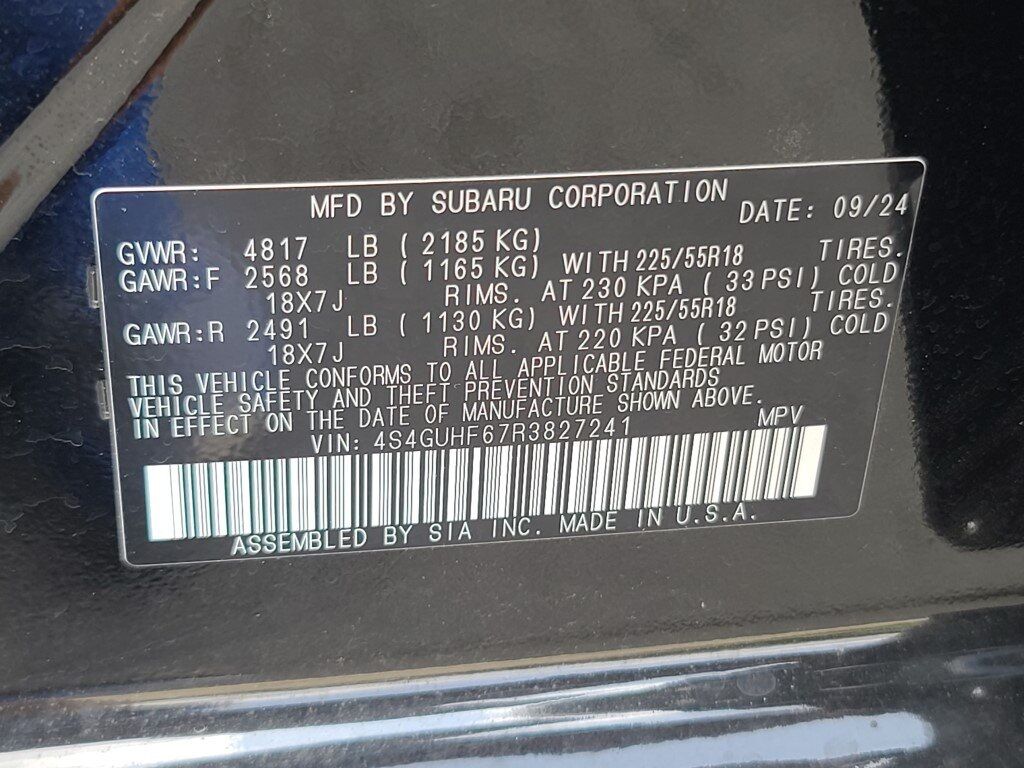 MFD BY SUBARU CORPORATION DATE: 09/24
GVWR: 4817 LB ( 2185 KG)
GAWR:F 2568 LB ( 1165 KG) WITH 225/55R18 TIRES.
18X7J RIMS. AT 230 KPA ( 33 PSI) COLD
GAWR:R 2491 LB ( 1130 KG) WITH 225/55R18 TIRES.
18X7J RIMS. AT 220 KPA ( 32 PSI) COLD
THIS VEHICLE CONFORMS TO ALL APPLICABLE FEDERAL MOTOR
VEHICLE SAFETY AND THEFT PREVENTION STANDARDS
IN EFFECT ON THE DATE OF MANUFACTURE SHOWN ABOVE.
VIN: 4S4GUHF67R3827241 MPV
ASSEMBLED BY SIA INC. MADE IN U.S.A.